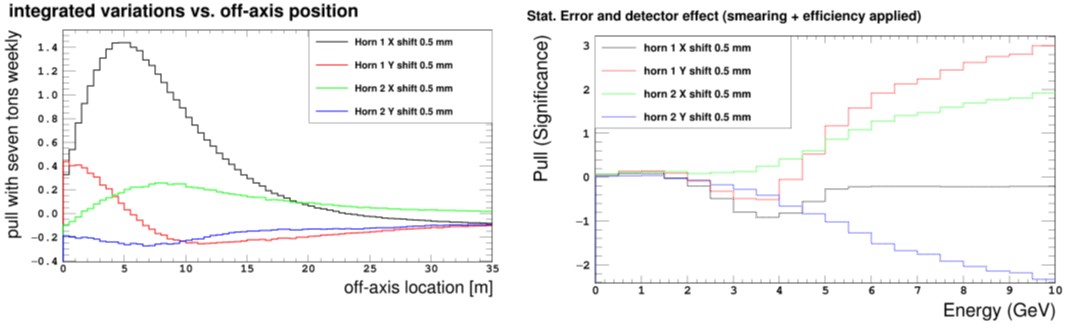 integrated variations vs. off-axis position
pull with seven tons weekly
1.4
1.2
1.0
0.8
0.6
0.4
0.2
0.0
−0.2
−0.4
Horn 1 X shift 0.5 mm
Horn 1 Y shift 0.5 mm
Horn 2 X shift 0.5 mm
Horn 2 Y shift 0.5 mm
0 5 10 15 20 25 30 35
off-axis location [m]
Stat. Error and detector effect (smearing + efficiency applied)
Pull (Significance)
3
2
1
0
−1
−2
horn 1 X shift 0.5 mm
horn 1 Y shift 0.5 mm
horn 2 X shift 0.5 mm
horn 2 Y shift 0.5 mm
0 1 2 3 4 5 6 7 8 9 10
Energy (GeV)